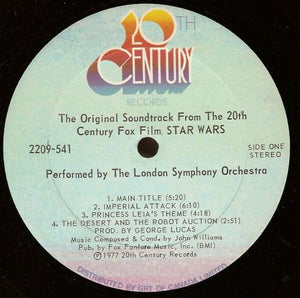 20TH
CENTURY
RECORDS
The Original Soundtrack From The 20th
Century Fox Film, STAR WARS
2209-541
SIDE ONE
STEREO
Performed by The London Symphony Orchestra
1. MAIN TITLE (5:20)
2. IMPERIAL ATTACK (6:10)
3. PRINCESS LEIA'S THEME (4:18)
4. THE DESERT AND THE ROBOT AUCTION (2:51)
PROD. BY GEORGE LUCAS
Music Composed & Cond. by John Williams
Pub. by Fox Fanfare Music, Inc. (BMI)
℗ 1977 20th Century Records
DISTRIBUTED BY GRT OF CANADA LIMITED